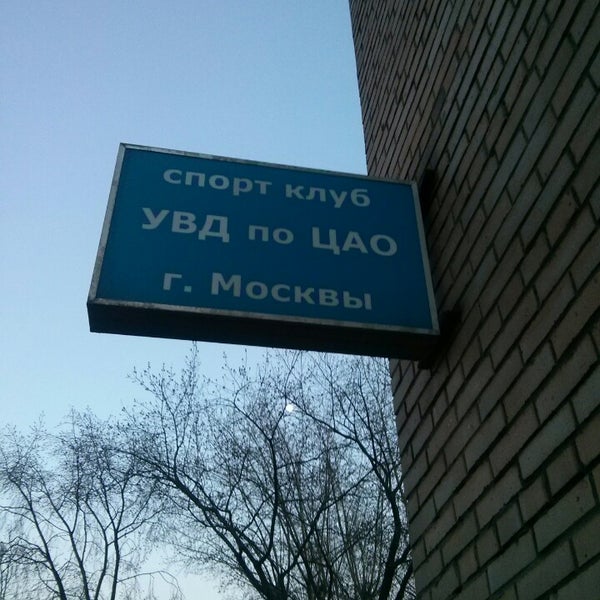 спорт клуб
УВД по ЦАО
г. Москвы